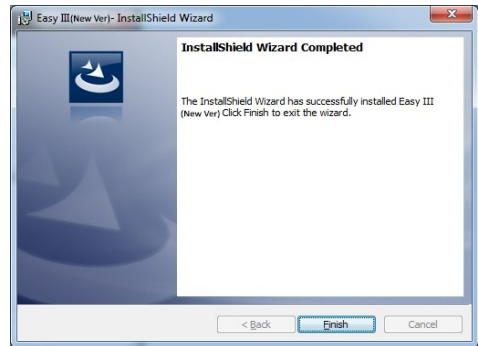 Easy III(New Ver)- InstallShield Wizard
InstallShield Wizard Completed
The InstallShield Wizard has successfully installed Easy III
(New Ver) Click Finish to exit the wizard.
< Back Finish Cancel